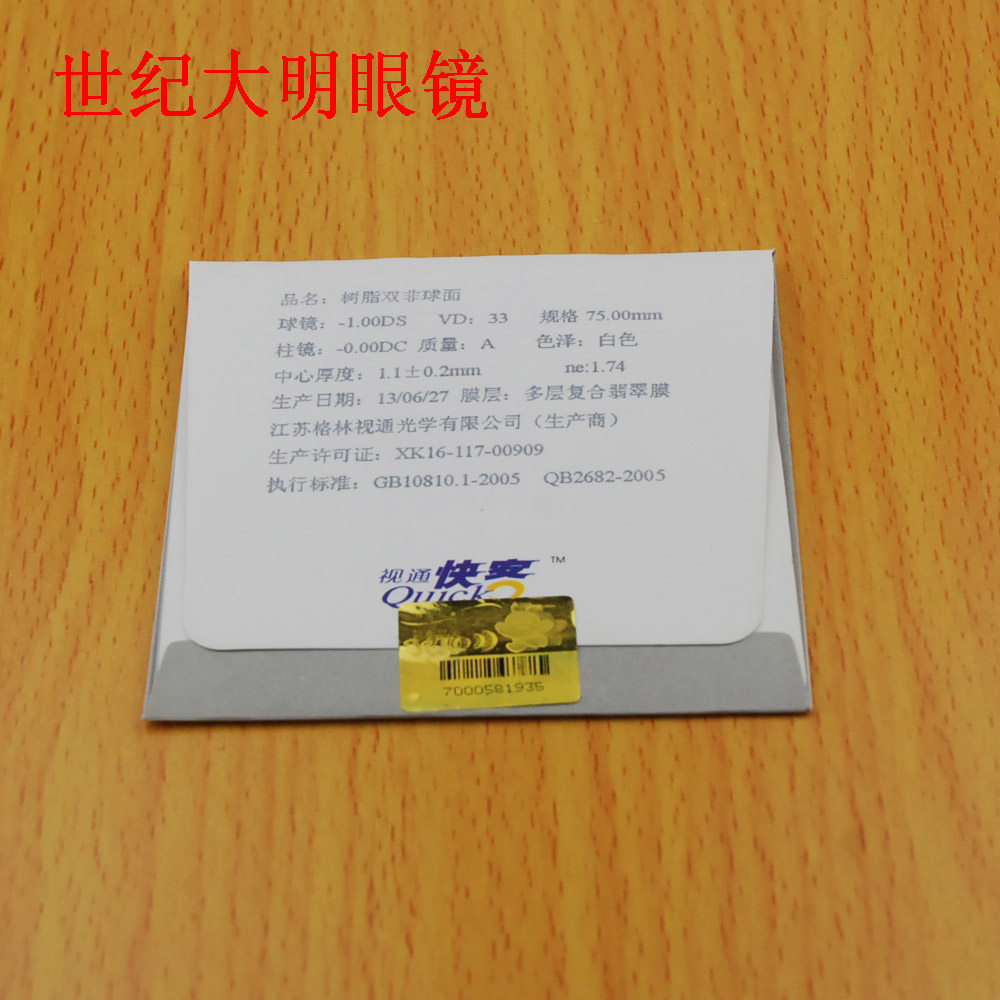 世纪大明眼镜
品名：树脂双非球面
球镜：-1.00DS VD：33 规格 75.00mm
柱镜：-0.00DC 质量：A 色泽：白色
中心厚度：1.1±0.2mm ne:1.74
生产日期：13/06/27 膜层：多层复合翡翠膜
江苏格林视通光学有限公司（生产商）
生产许可证：XK16-117-00909
执行标准：GB10810.1-2005 QB2682-2005
视通 快客 ™
Quick
7000581935